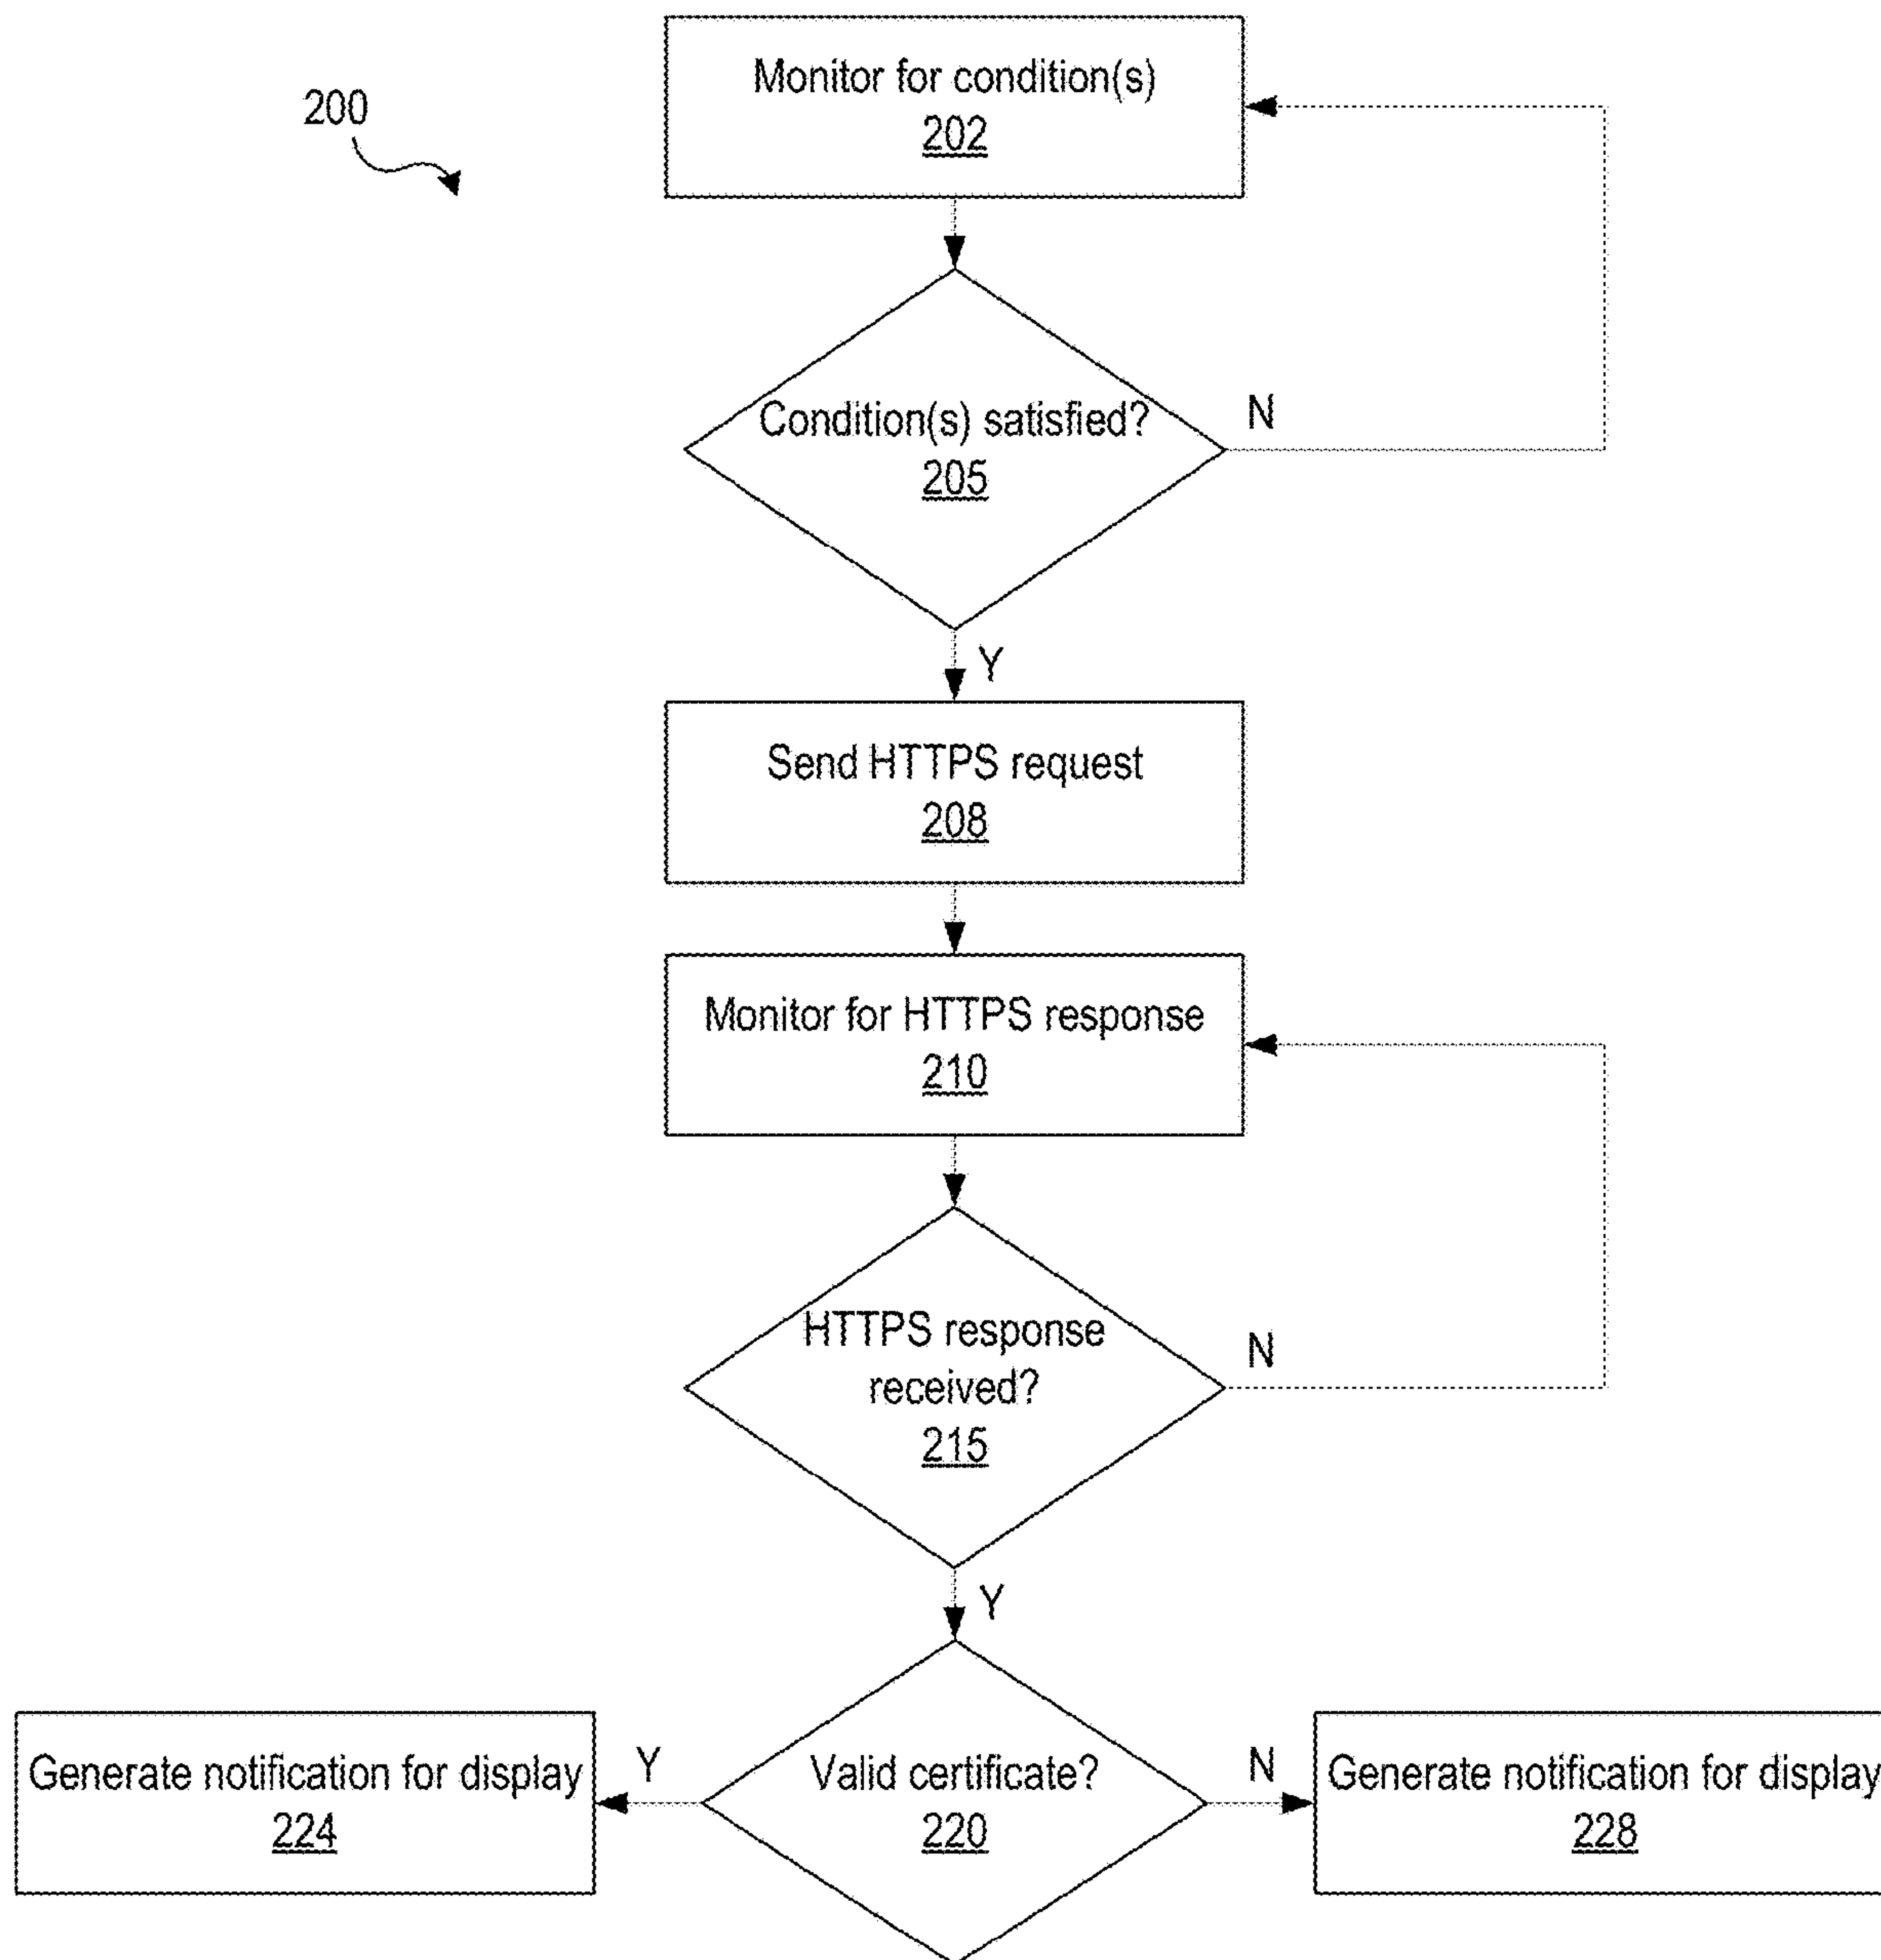 200
Monitor for condition(s)
202
Condition(s) satisfied?
205
N
Y
Send HTTPS request
208
Monitor for HTTPS response
210
HTTPS response
received?
215
N
Y
Generate notification for display
224
Y
Valid certificate?
220
N
Generate notification for display
228